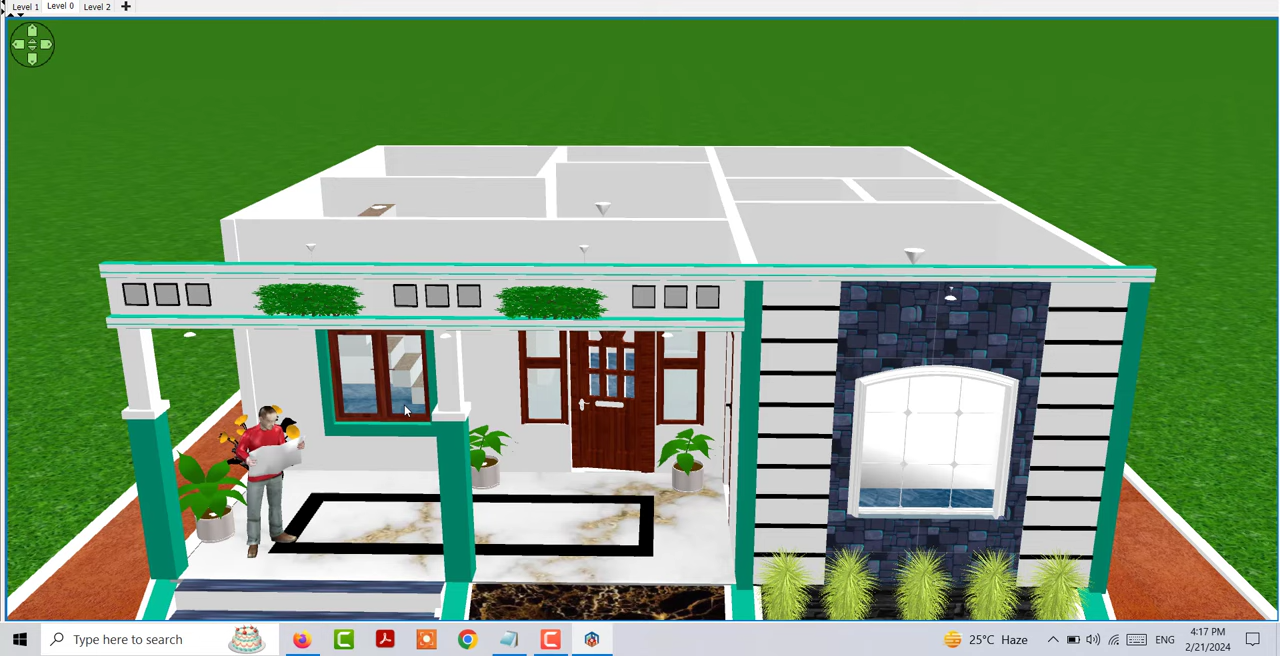 Level 1 Level 0 Level 2
Type here to search
25°C Haze
ENG
4:17 PM
2/21/2024